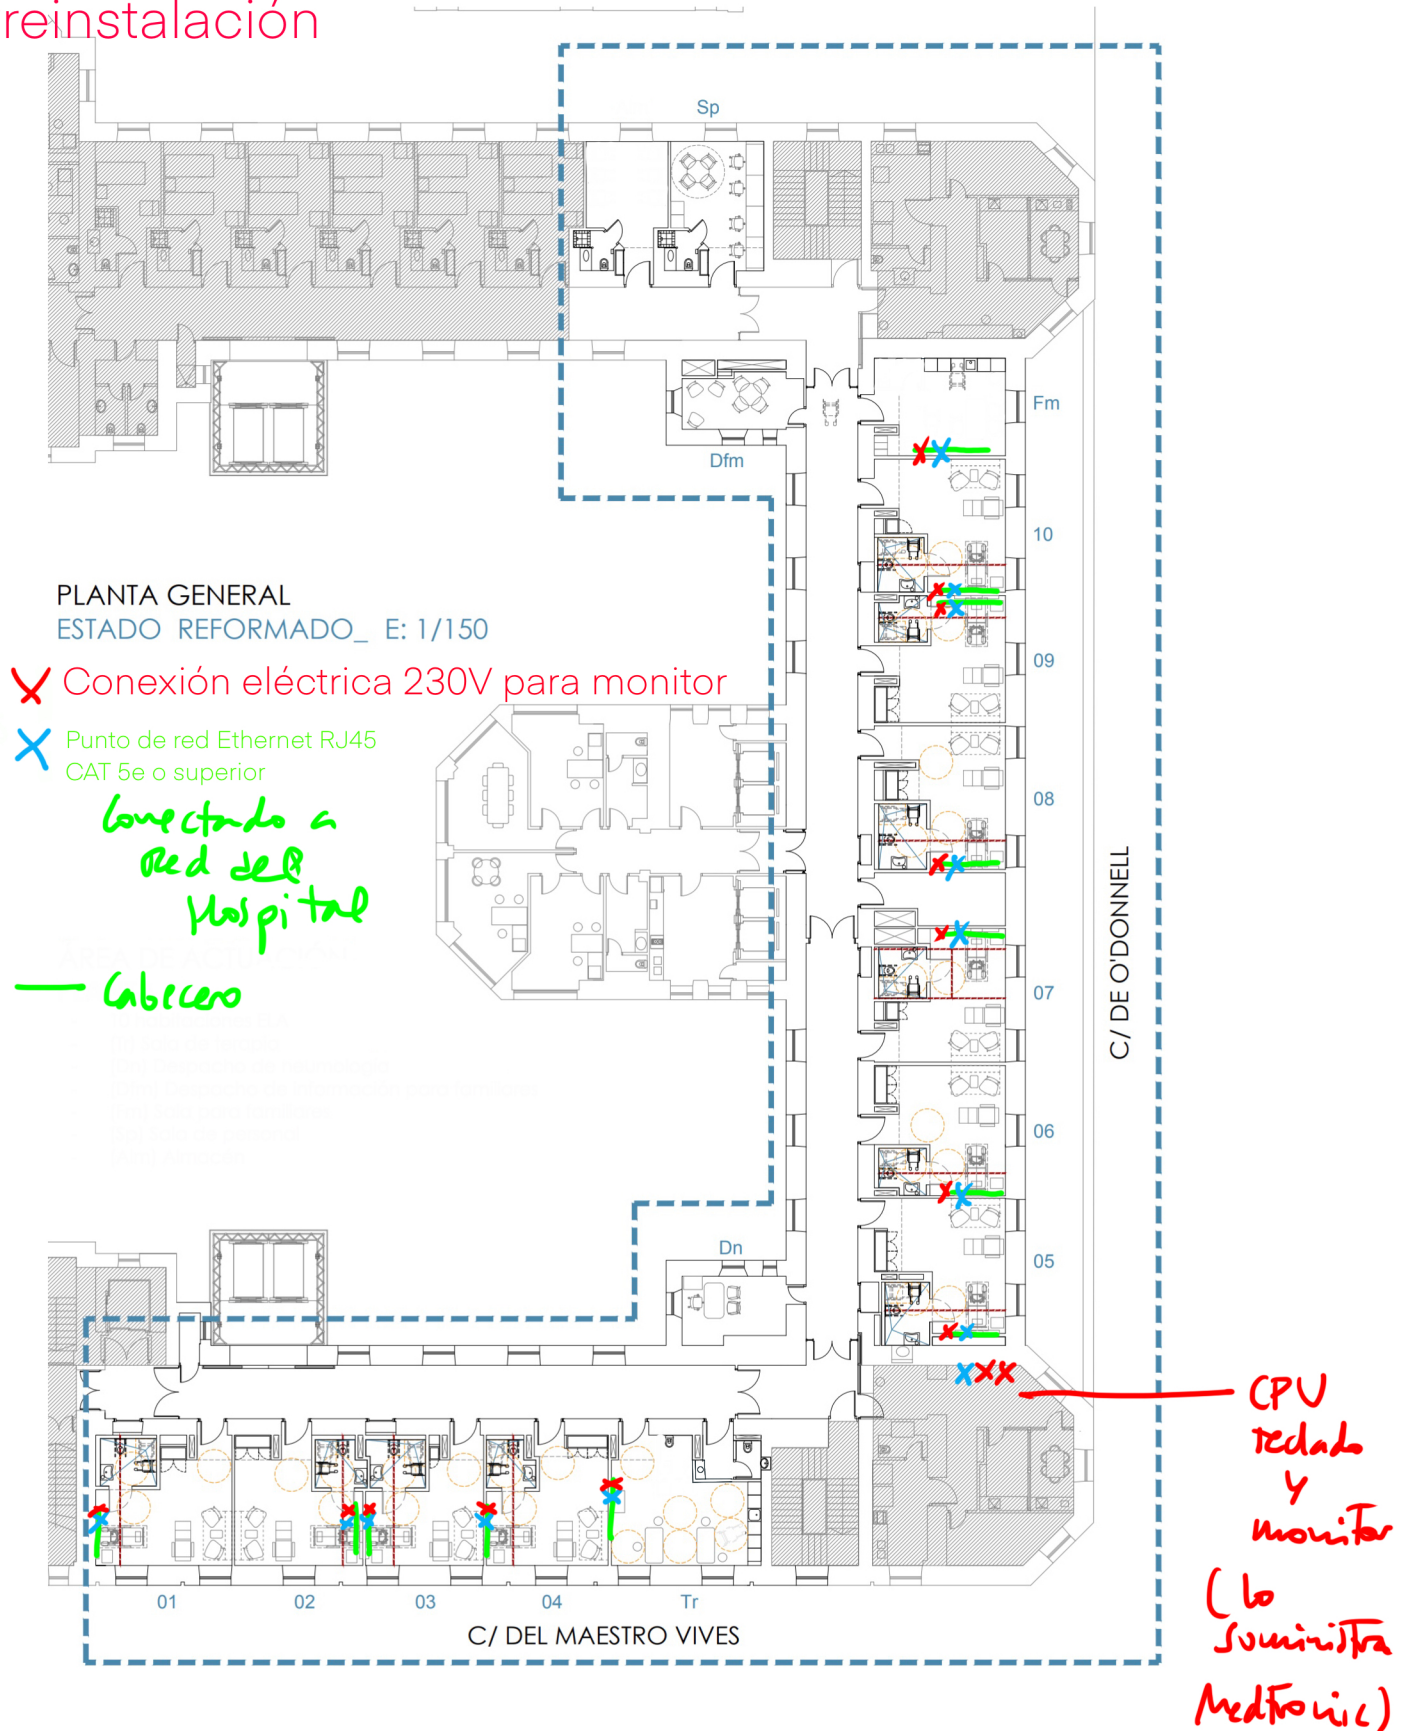 reinstalación
Sp
Fm
Dfm
10
PLANTA GENERAL
ESTADO REFORMADO_ E: 1/150
09
Conexión eléctrica 230V para monitor
Punto de red Ethernet RJ45
CAT 5e o superior
08
Conectado a
Red del
Hospital
C/ DE O'DONNELL
Cabecero
07
06
Dn
05
CPU
teclado
y
monitor
(lo
suministra
Medtronic)
01
02
03
04
Tr
C/ DEL MAESTRO VIVES